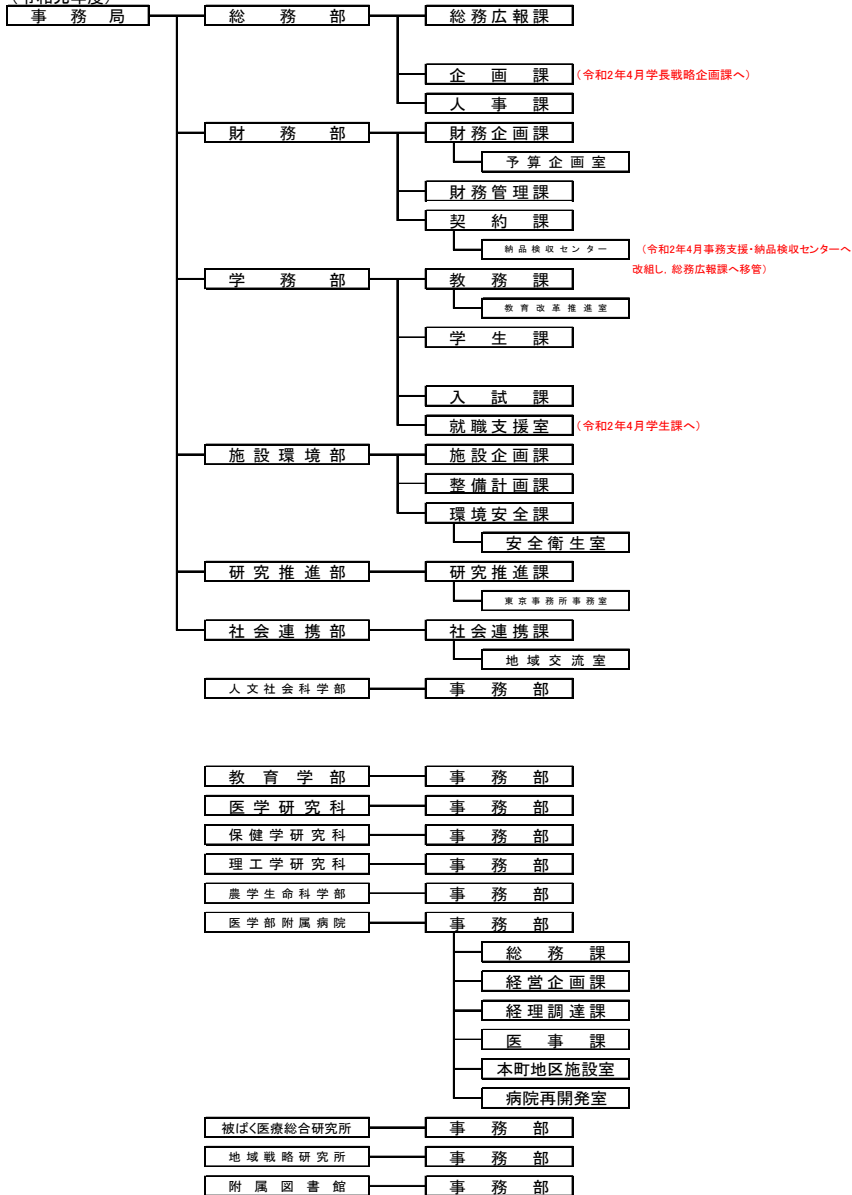 (令和元年度)
事務局 総務部 総務広報課
企画課 (令和2年4月学長戦略企画課へ)
人事課
財務部 財務企画課
予算企画室
財務管理課
契約課
納品検収センター (令和2年4月事務支援・納品検収センターへ
改組し,総務広報課へ移管)
学務部 教務課
教育改革推進室
学生課
入試課
就職支援室 (令和2年4月学生課へ)
施設環境部 施設企画課
整備計画課
環境安全課
安全衛生室
研究推進部 研究推進課
東京事務所事務室
社会連携部 社会連携課
地域交流室
人文社会科学部 事務部
教育学部 事務部
医学研究科 事務部
保健学研究科 事務部
理工学研究科 事務部
農学生命科学部 事務部
医学部附属病院 事務部
総務課
経営企画課
経理調達課
医事課
本町地区施設室
病院再開発室
被ばく医療総合研究所 事務部
地域戦略研究所 事務部
附属図書館 事務部